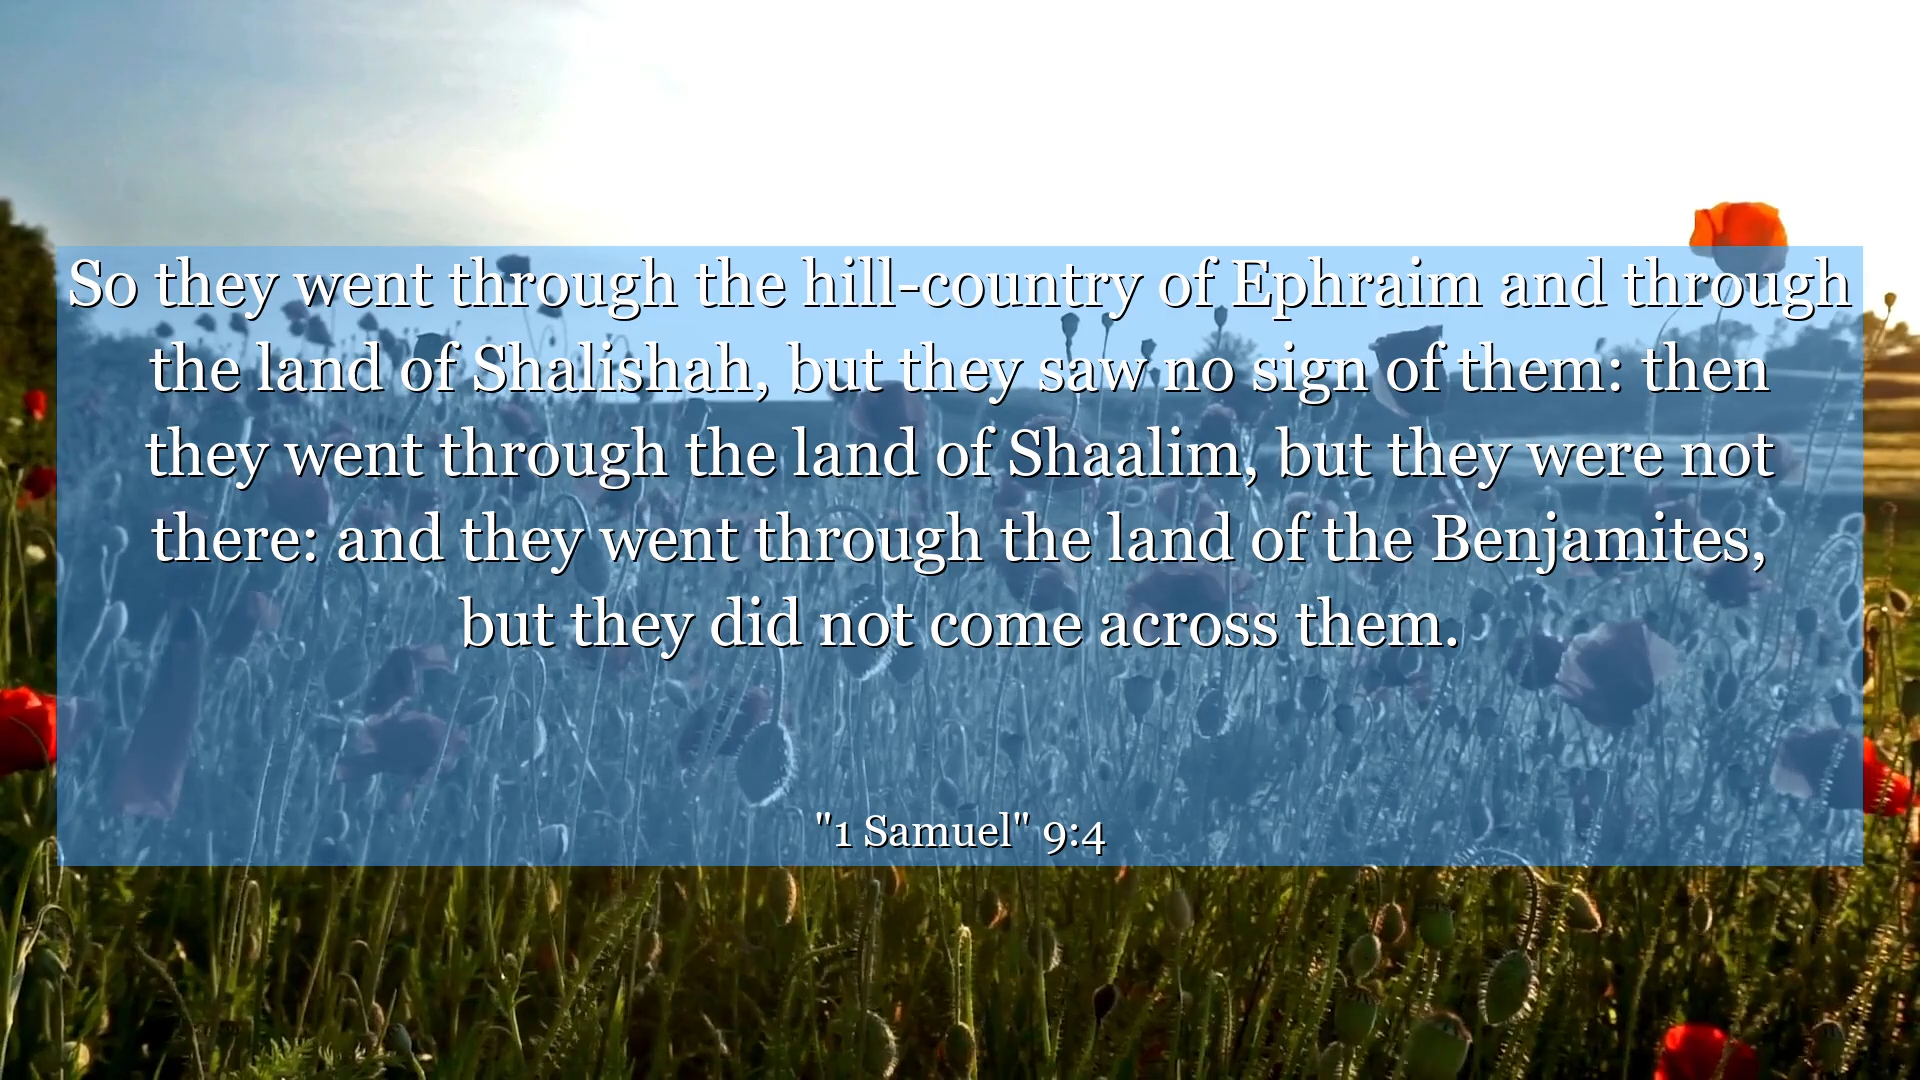 So they went through the hill-country of Ephraim and through
the land of Shalishah, but they saw no sign of them: then
they went through the land of Shaalim, but they were not
there: and they went through the land of the Benjamites,
but they did not come across them.
"1 Samuel" 9:4